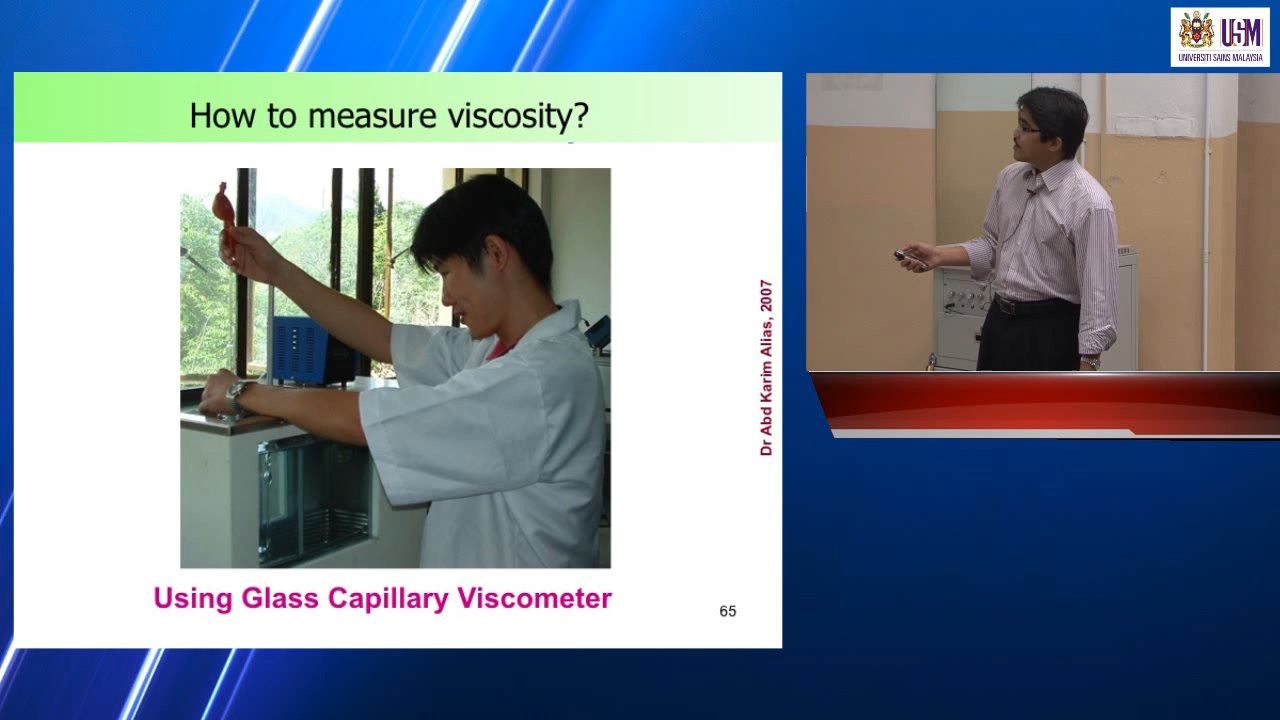 USM
UNIVERSITI SAINS MALAYSIA
How to measure viscosity?
Dr Abd Karim Alias, 2007
Using Glass Capillary Viscometer
65